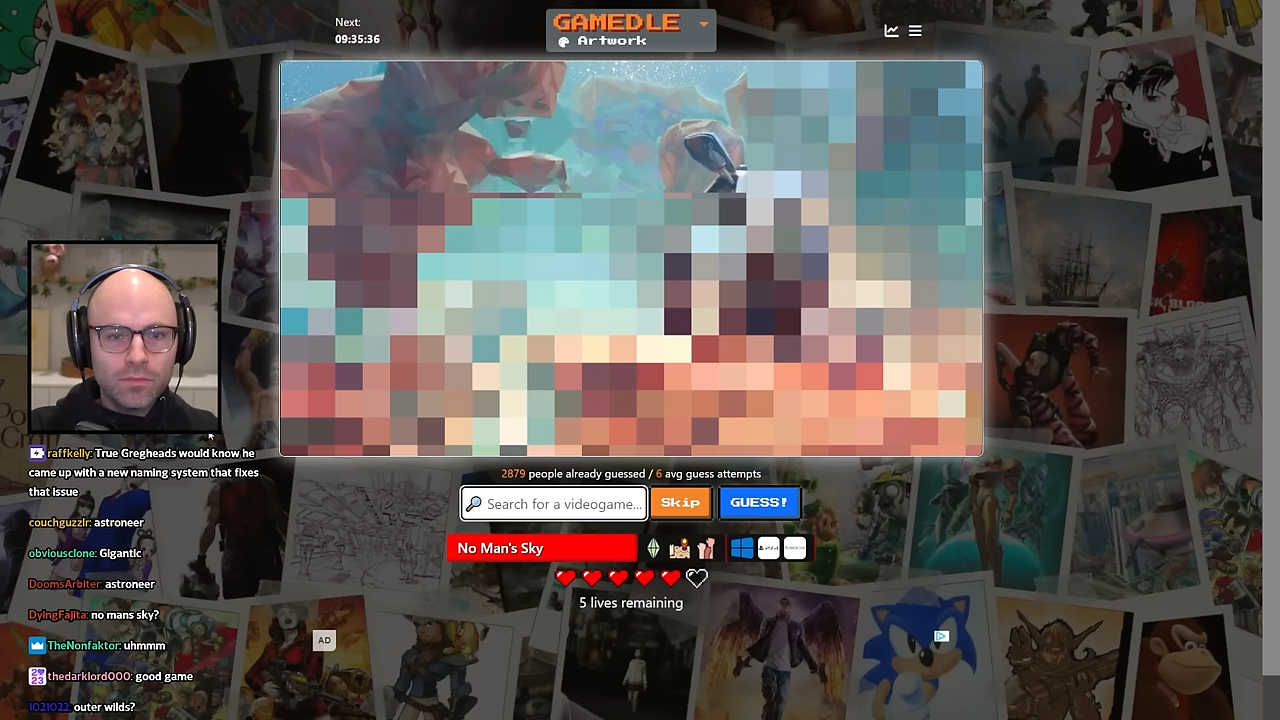 Next:
09:35:36
GAMEDLE
Artwork
2879 people already guessed / 6 avg guess attempts
Search for a videogame...
Skip
GUESS!
No Man's Sky
5 lives remaining
raffkelly: True Gregheads would know he
came up with a new naming system that fixes
that issue
couchguzzlr: astroneer
obviousclone: Gigantic
DoomsArbiter: astroneer
DyingFajita: no mans sky?
TheNonfaktor: uhmmm
thedarklord000: good game
1021022: outer wilds?
AD